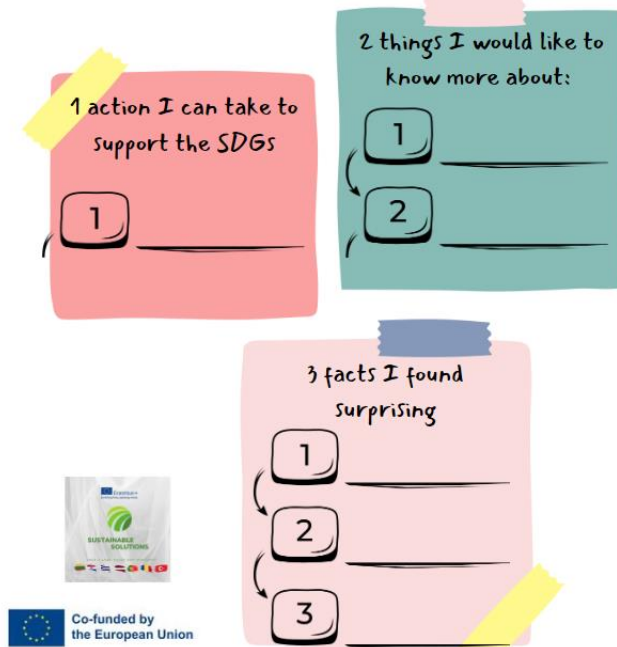 1 action I can take to
support the SDGs
1
2 things I would like to
know more about:
1
2
3 facts I found
surprising
1
2
3
Erasmus+
SUSTAINABLE
SOLUTIONS
Co-funded by
the European Union